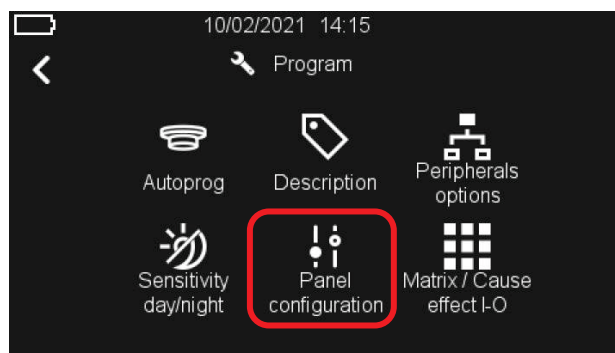 10/02/2021 14:15
Program
Autoprog
Description
Peripherals
options
Sensitivity
day/night
Panel
configuration
Matrix / Cause
effect I-O